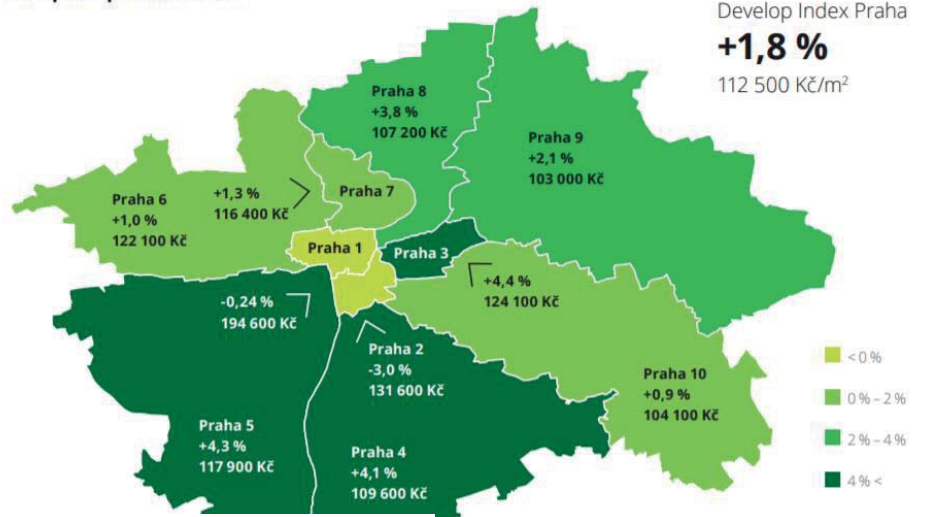 Develop Index Praha
+1,8 %
112 500 Kč/m²
Praha 8
+3,8 %
107 200 Kč
Praha 9
+2,1 %
103 000 Kč
Praha 6
+1,0 %
122 100 Kč
+1,3 %
116 400 Kč
Praha 7
Praha 1
Praha 3
-0,24 %
194 600 Kč
+4,4 %
124 100 Kč
Praha 2
-3,0 %
131 600 Kč
Praha 10
+0,9 %
104 100 Kč
Praha 5
+4,3 %
117 900 Kč
Praha 4
+4,1 %
109 600 Kč
< 0 %
0 % – 2 %
2 % – 4 %
4 % <